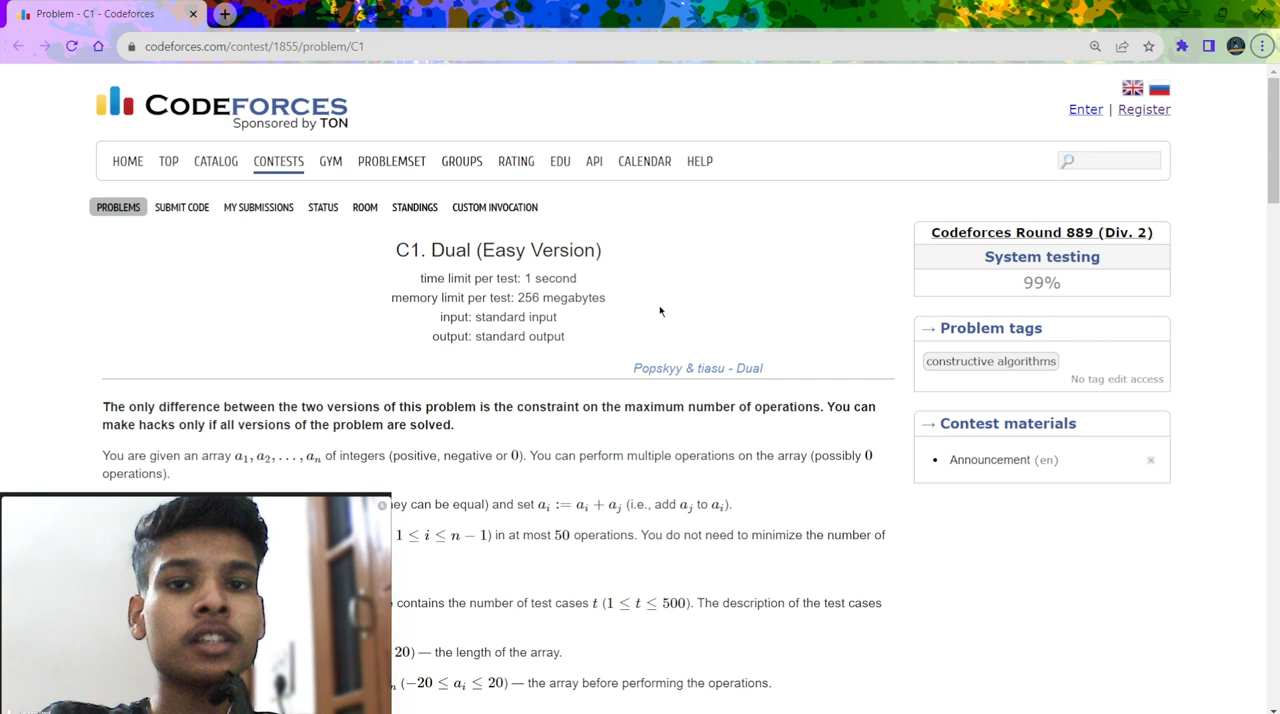 Problem - C1 - Codeforces
codeforces.com/contest/1855/problem/C1
CODEFORCES
Sponsored by TON
Enter | Register
HOME TOP CATALOG CONTESTS GYM PROBLEMSET GROUPS RATING EDU API CALENDAR HELP
PROBLEMS SUBMIT CODE MY SUBMISSIONS STATUS ROOM STANDINGS CUSTOM INVOCATION
C1. Dual (Easy Version)
time limit per test: 1 second
memory limit per test: 256 megabytes
input: standard input
output: standard output
Popskyy & tiasu - Dual
The only difference between the two versions of this problem is the constraint on the maximum number of operations. You can
make hacks only if all versions of the problem are solved.
You are given an array a₁, a₂, . . . , aₙ of integers (positive, negative or 0). You can perform multiple operations on the array (possibly 0
operations).
hey can be equal) and set aᵢ := aᵢ + aⱼ (i.e., add aⱼ to aᵢ).
1 ≤ i ≤ n − 1) in at most 50 operations. You do not need to minimize the number of
contains the number of test cases t (1 ≤ t ≤ 500). The description of the test cases
20) — the length of the array.
ₙ (−20 ≤ aᵢ ≤ 20) — the array before performing the operations.
Codeforces Round 889 (Div. 2)
System testing
99%
→ Problem tags
constructive algorithms
No tag edit access
→ Contest materials
• Announcement (en)